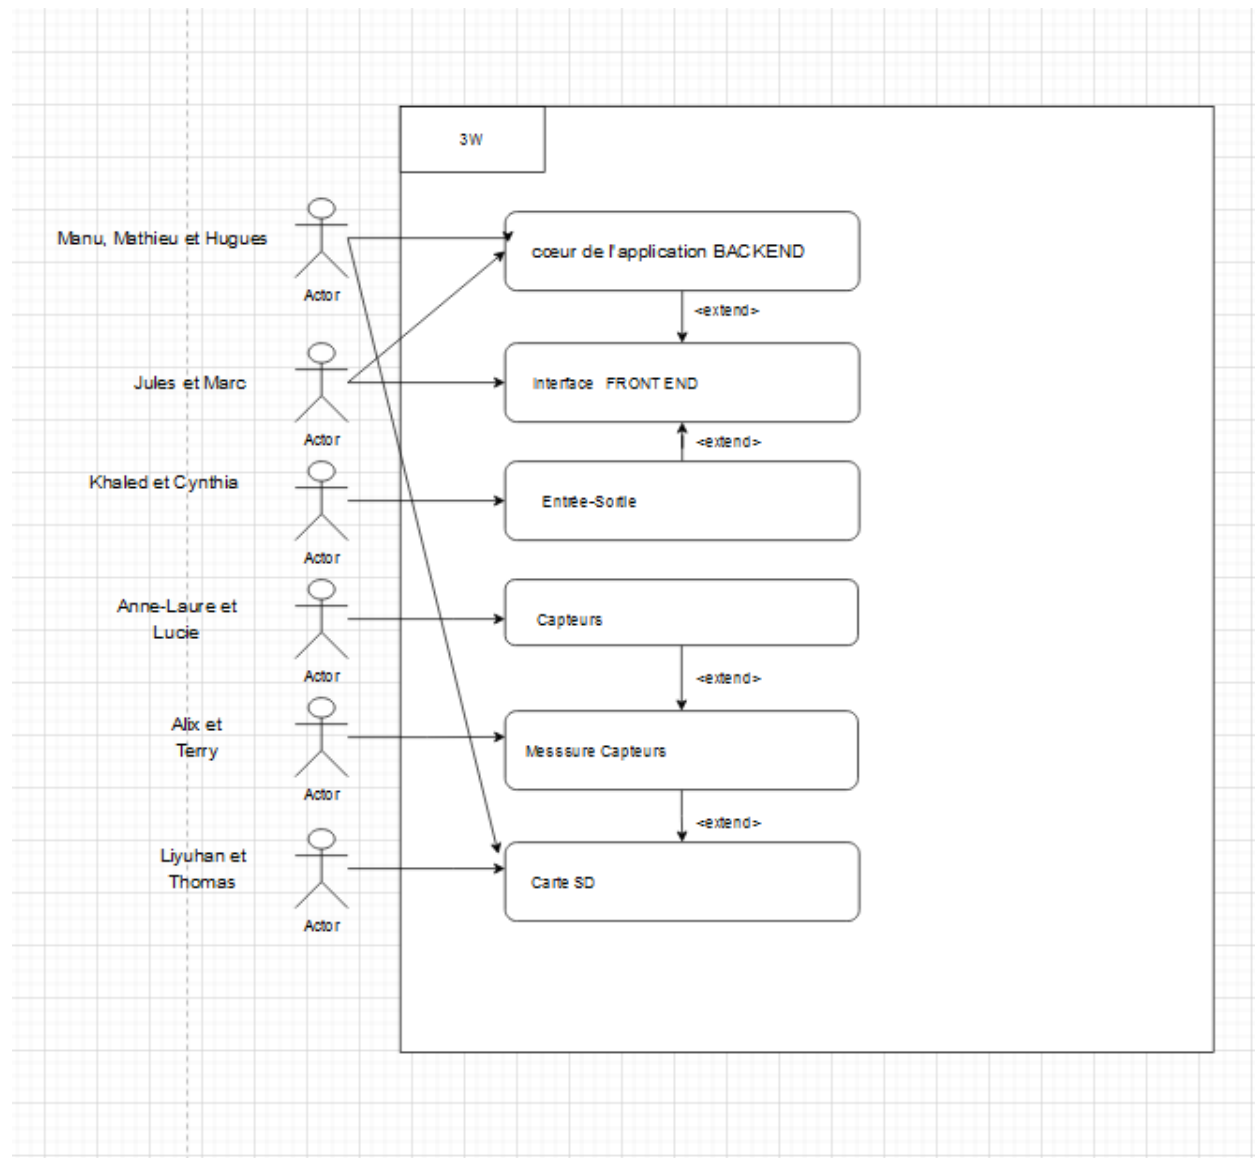 3W
Manu, Mathieu et Hugues
Actor
coeur de l'application BACKEND
<extend>
Jules et Marc
Actor
Interface FRONT END
<extend>
Khaled et Cynthia
Actor
Entrée-Sortie
Anne-Laure et
Lucie
Actor
Capteurs
<extend>
Alix et
Terry
Actor
Messsure Capteurs
<extend>
Liyuhan et
Thomas
Actor
Carte SD